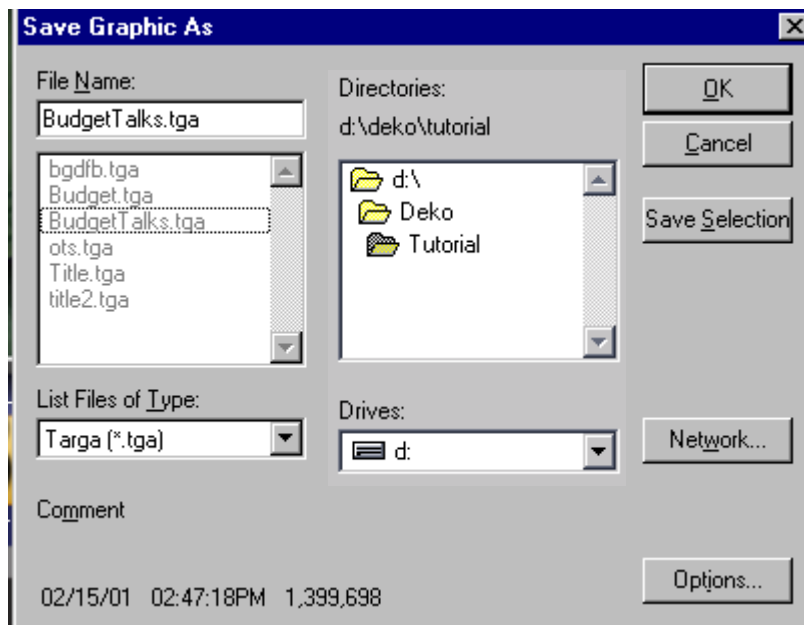 Save Graphic As
File Name:
BudgetTalks.tga
bgdfb.tga
Budget.tga
BudgetTalks.tga
ots.tga
Title.tga
title2.tga
List Files of Type:
Targa (*.tga)
Comment
02/15/01 02:47:18PM 1,399,698
Directories:
d:\deko\tutorial
d:\
Deko
Tutorial
Drives:
d:
OK
Cancel
Save Selection
Network...
Options...